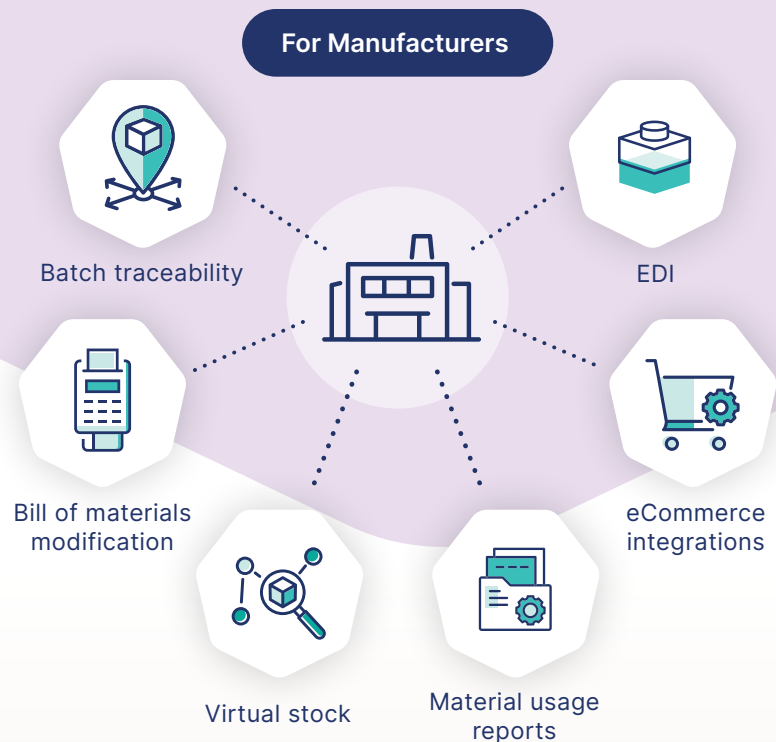 For Manufacturers
Batch traceability
EDI
Bill of materials
modification
eCommerce
integrations
Virtual stock
Material usage
reports